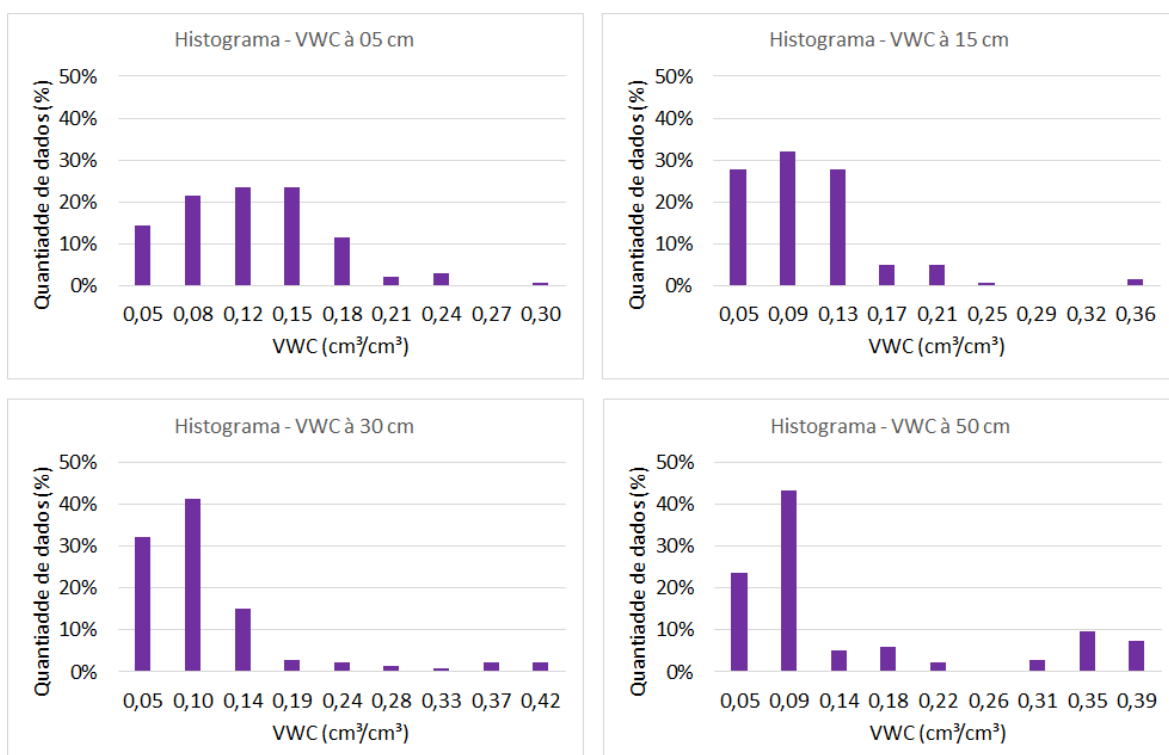 Histograma - VWC à 05 cm
Quantiadde de dados (%)
50%
40%
30%
20%
10%
0%
0,05 0,08 0,12 0,15 0,18 0,21 0,24 0,27 0,30
VWC (cm³/cm³)
Histograma - VWC à 15 cm
Quantiadde de dados (%)
50%
40%
30%
20%
10%
0%
0,05 0,09 0,13 0,17 0,21 0,25 0,29 0,32 0,36
VWC (cm³/cm³)
Histograma - VWC à 30 cm
Quantiadde de dados (%)
50%
40%
30%
20%
10%
0%
0,05 0,10 0,14 0,19 0,24 0,28 0,33 0,37 0,42
VWC (cm³/cm³)
Histograma - VWC à 50 cm
Quantiadde de dados (%)
50%
40%
30%
20%
10%
0%
0,05 0,09 0,14 0,18 0,22 0,26 0,31 0,35 0,39
VWC (cm³/cm³)